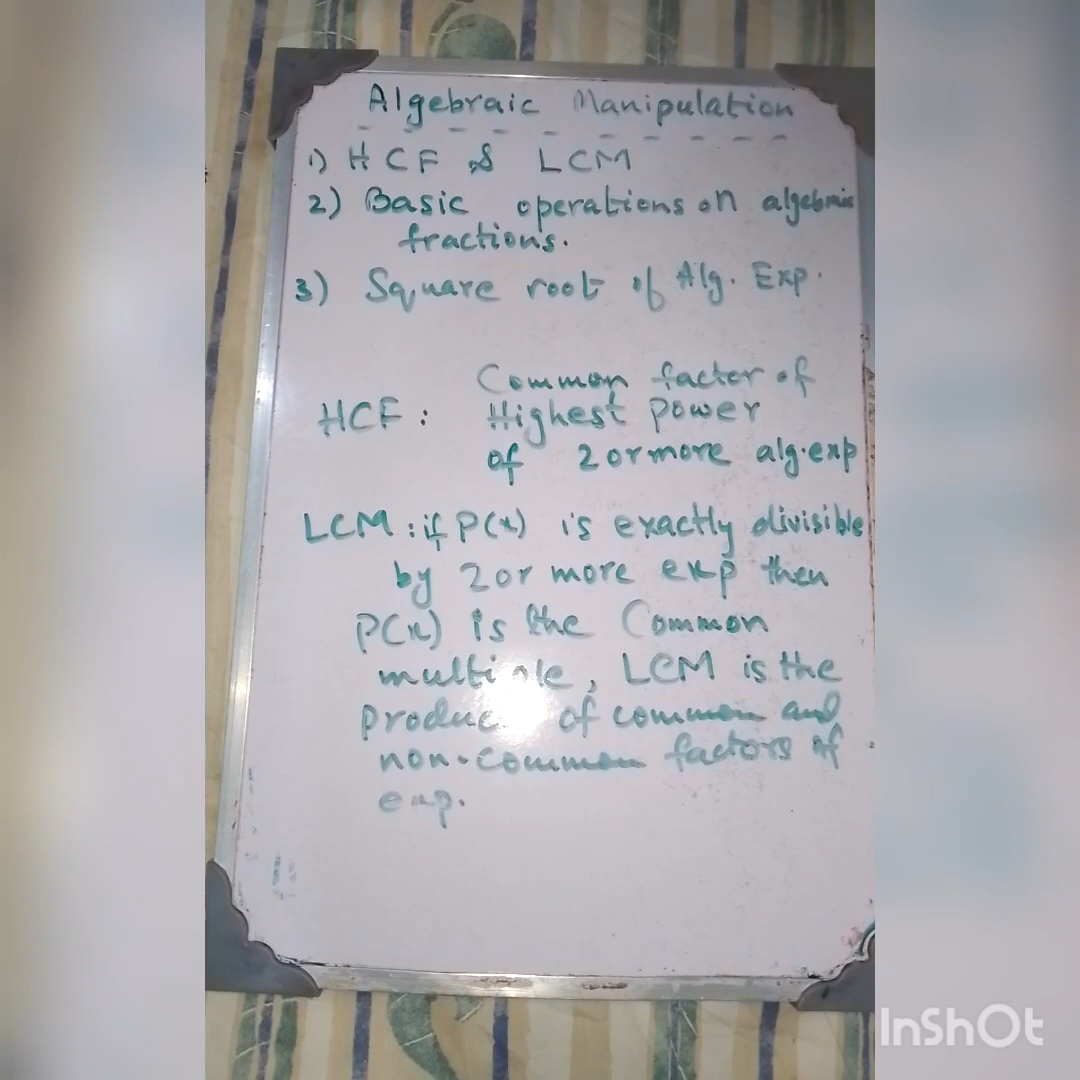 Algebraic Manipulation
1) HCF & LCM
2) Basic operations on algebraic
fractions.
3) Square root of Alg. Exp.
Common factor of
HCF: Highest Power
of 2 or more alg.exp
LCM: if P(x) is exactly divisible
by 2 or more exp then
P(x) is the Common
multiple, LCM is the
Product of common and
non-common factors of
exp.
InShOt